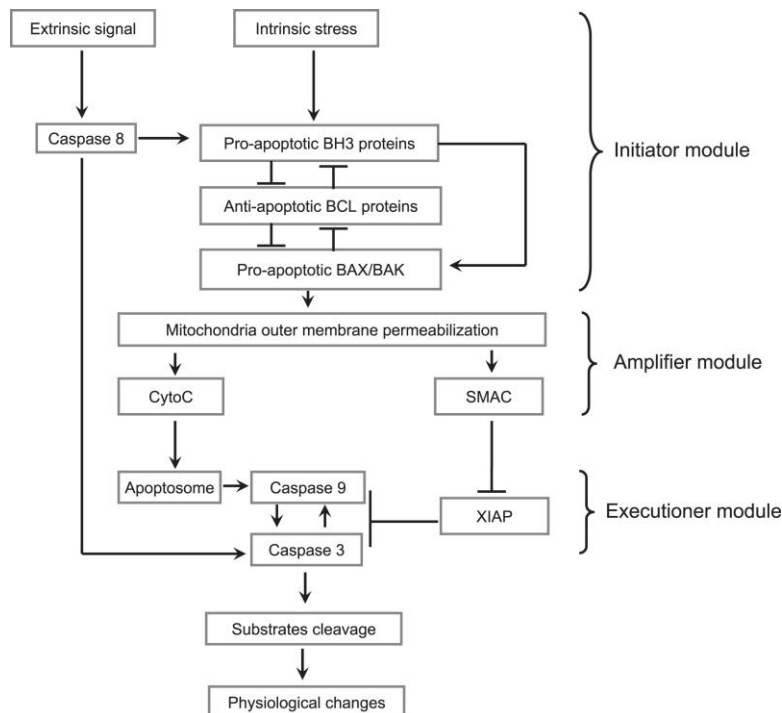 Extrinsic signal
Intrinsic stress
Caspase 8
Pro-apoptotic BH3 proteins
Initiator module
Anti-apoptotic BCL proteins
Pro-apoptotic BAX/BAK
Mitochondria outer membrane permeabilization
Amplifier module
CytoC
SMAC
Apoptosome
Caspase 9
XIAP
Executioner module
Caspase 3
Substrates cleavage
Physiological changes